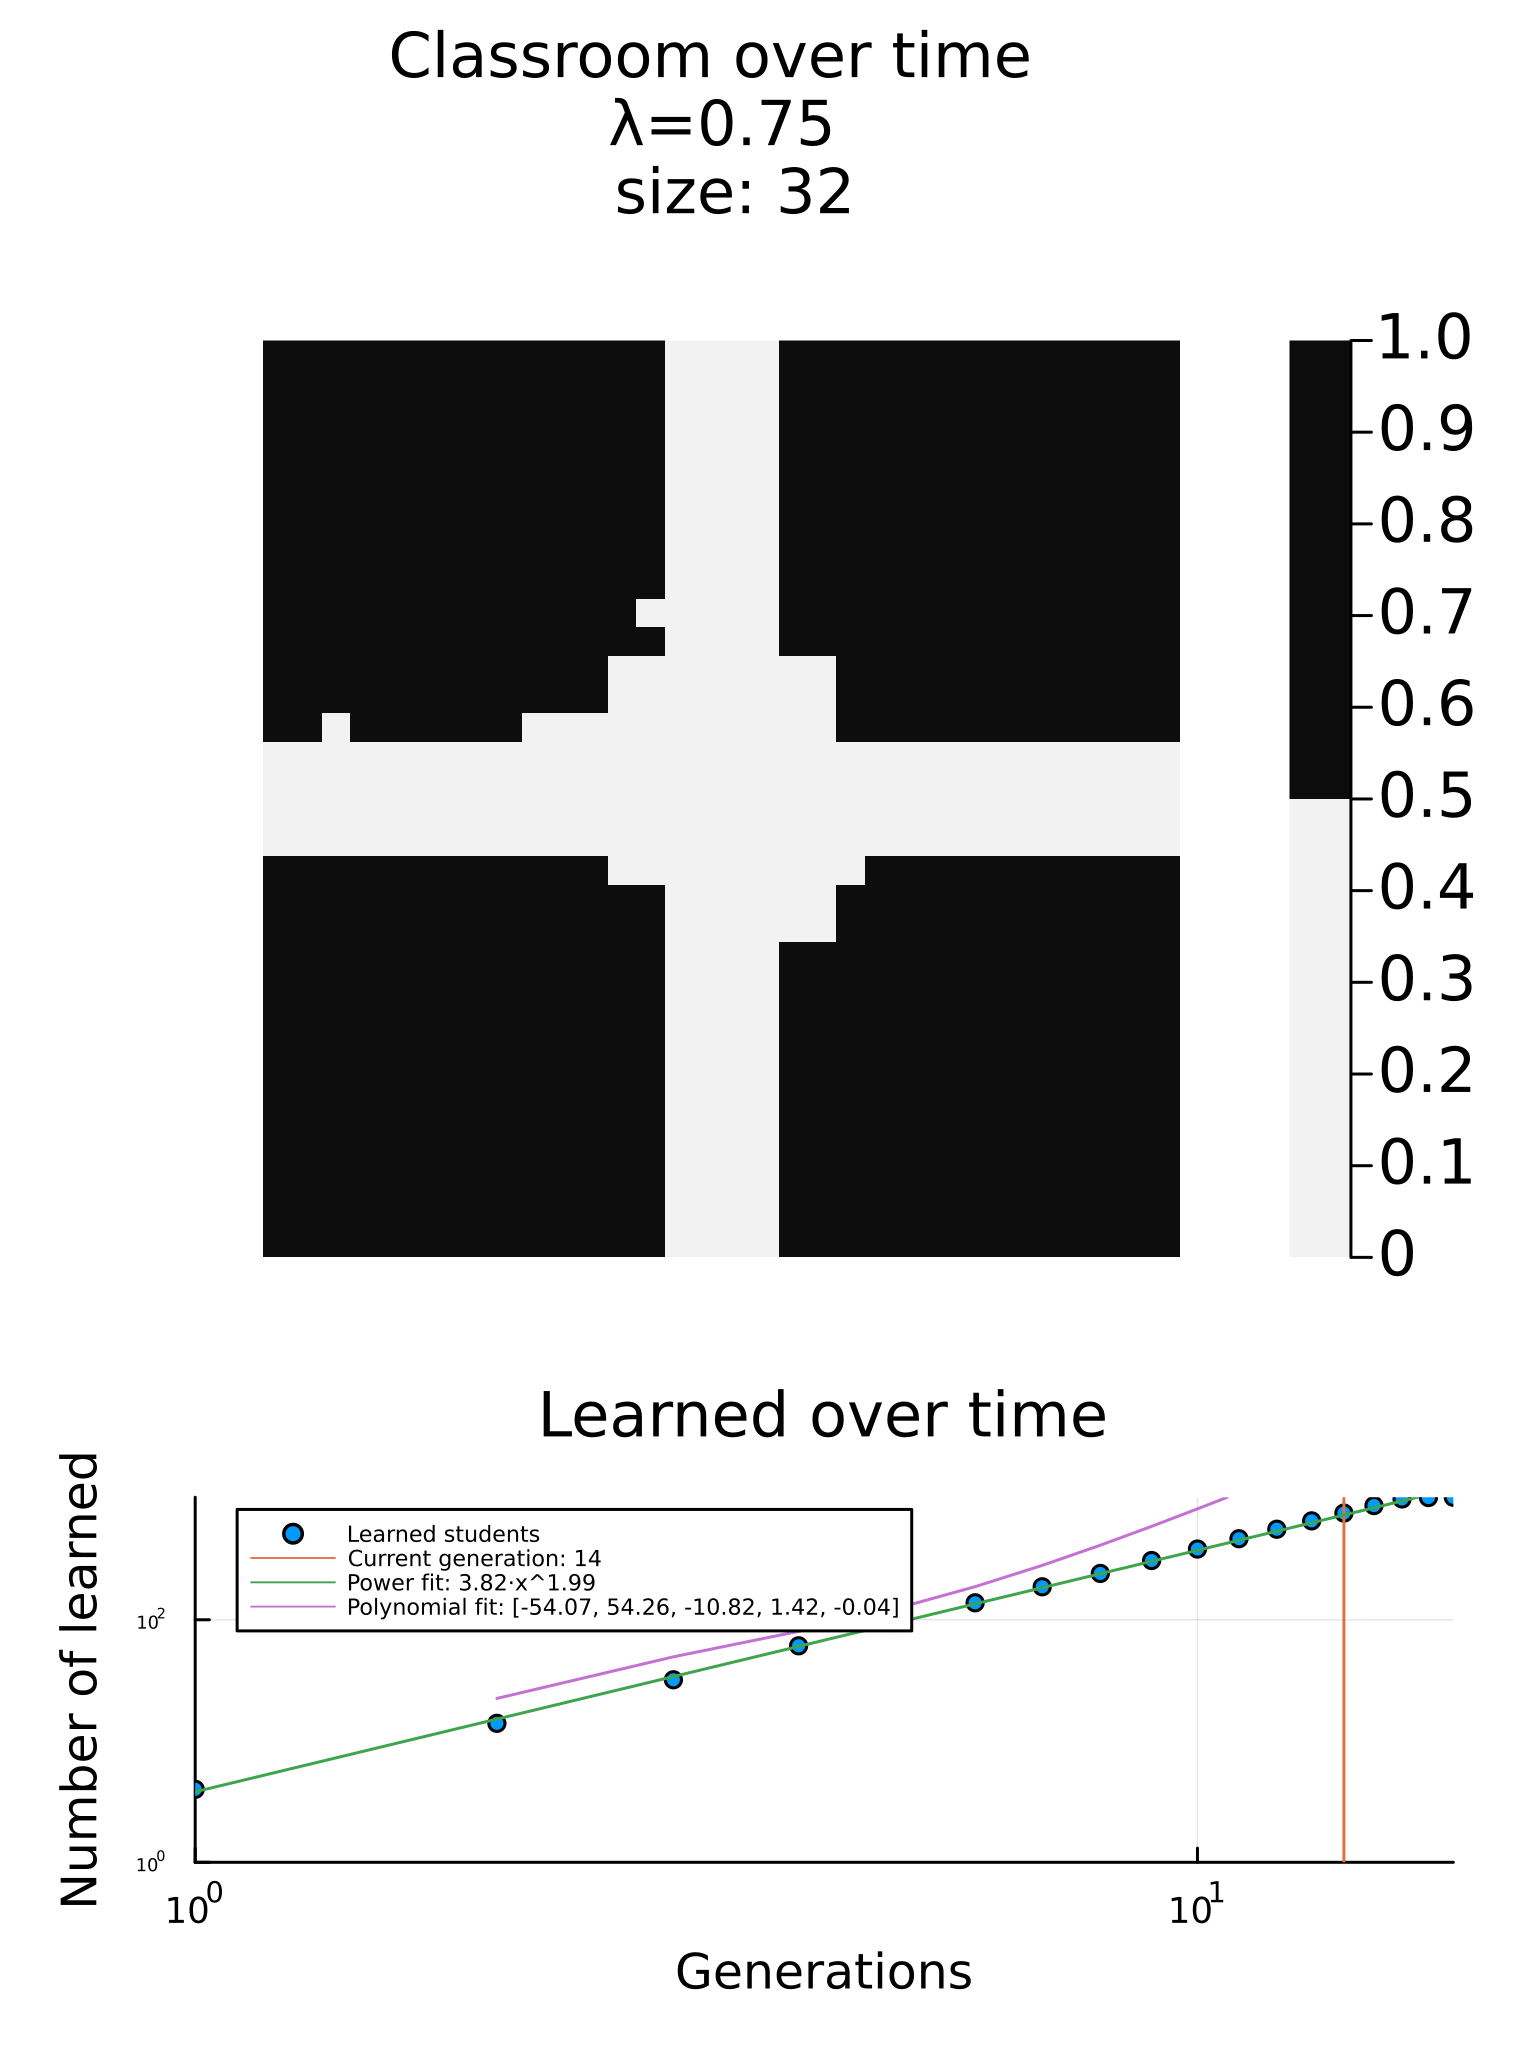 Classroom over time
λ=0.75
size: 32
1.0
0.9
0.8
0.7
0.6
0.5
0.4
0.3
0.2
0.1
0
Learned over time
Number of learned
Learned students
Current generation: 14
Power fit: 3.82·x^1.99
Polynomial fit: [-54.07, 54.26, -10.82, 1.42, -0.04]
10²
10⁰
10⁰ 10¹
Generations